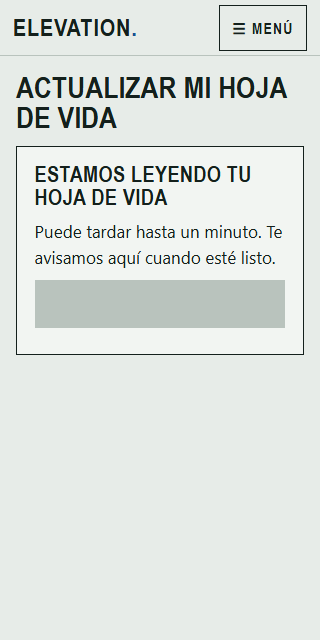 ELEVATION.
☰ MENÚ
ACTUALIZAR MI HOJA
DE VIDA
ESTAMOS LEYENDO TU
HOJA DE VIDA
Puede tardar hasta un minuto. Te
avisamos aquí cuando esté listo.